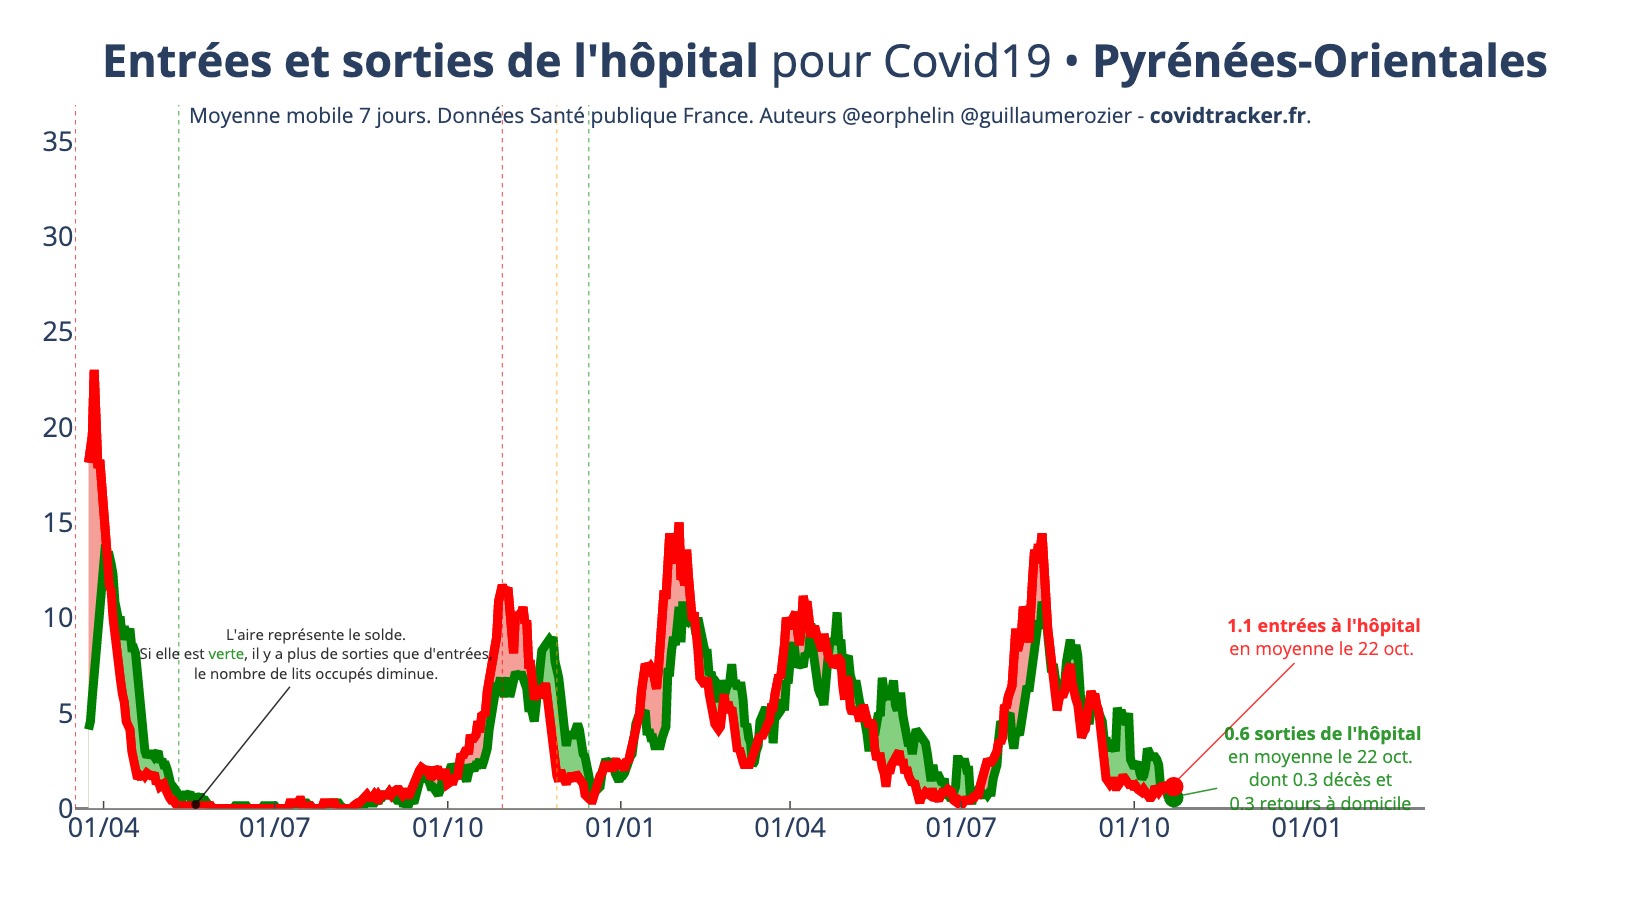 Entrées et sorties de l'hôpital pour Covid19 • Pyrénées-Orientales
Moyenne mobile 7 jours. Données Santé publique France. Auteurs @eorphelin @guillaumerozier - covidtracker.fr.
35
30
25
20
15
10
5
0
L'aire représente le solde.
Si elle est verte, il y a plus de sorties que d'entrées,
le nombre de lits occupés diminue.
1.1 entrées à l'hôpital
en moyenne le 22 oct.
0.6 sorties de l'hôpital
en moyenne le 22 oct.
dont 0.3 décès et
0.3 retours à domicile
01/04 01/07 01/10 01/01 01/04 01/07 01/10 01/01